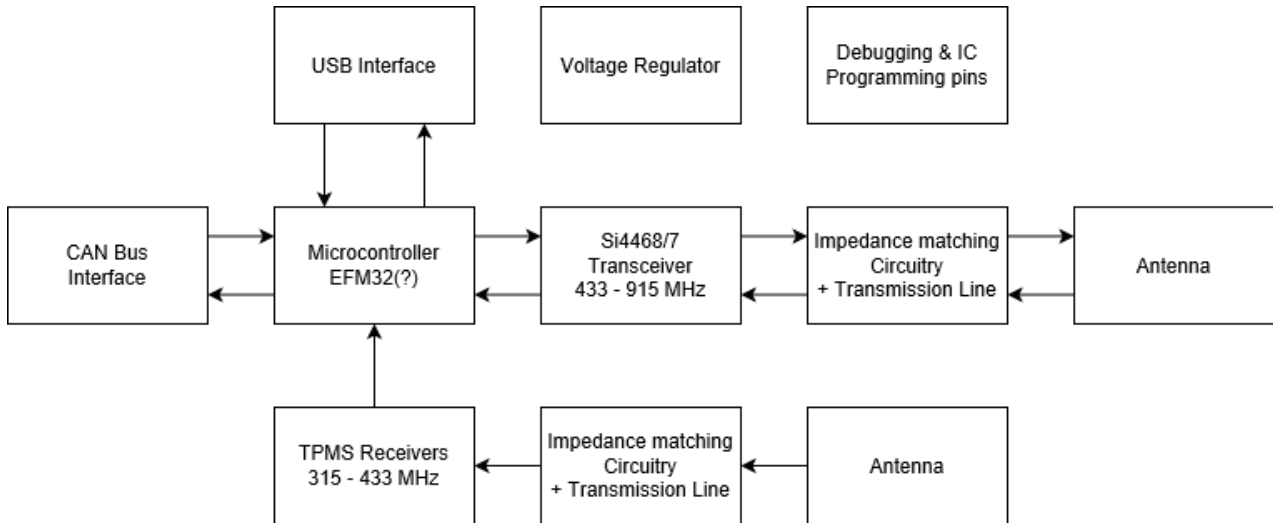 USB Interface
Voltage Regulator
Debugging & IC
Programming pins
CAN Bus
Interface
Microcontroller
EFM32(?)
Si4468/7
Transceiver
433 - 915 MHz
Impedance matching
Circuitry
+ Transmission Line
Antenna
TPMS Receivers
315 - 433 MHz
Impedance matching
Circuitry
+ Transmission Line
Antenna